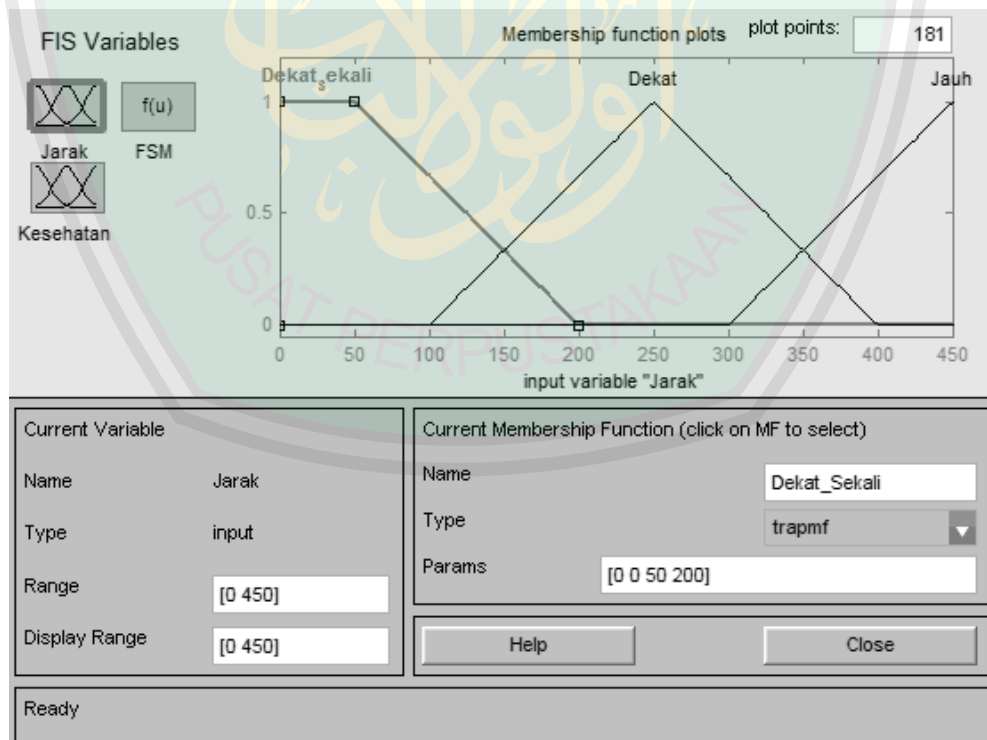 FIS Variables
Membership function plots
plot points:
181
f(u)
Jarak
FSM
Kesehatan
Dekat_sekali
Dekat
Jauh
1
0.5
0
0 50 100 150 200 250 300 350 400 450
input variable "Jarak"
PUSAT PERPUSTAKAAN
Current Variable
Name Jarak
Type input
Range [0 450]
Display Range [0 450]
Current Membership Function (click on MF to select)
Name Dekat_Sekali
Type trapmf
Params [0 0 50 200]
Help Close
Ready